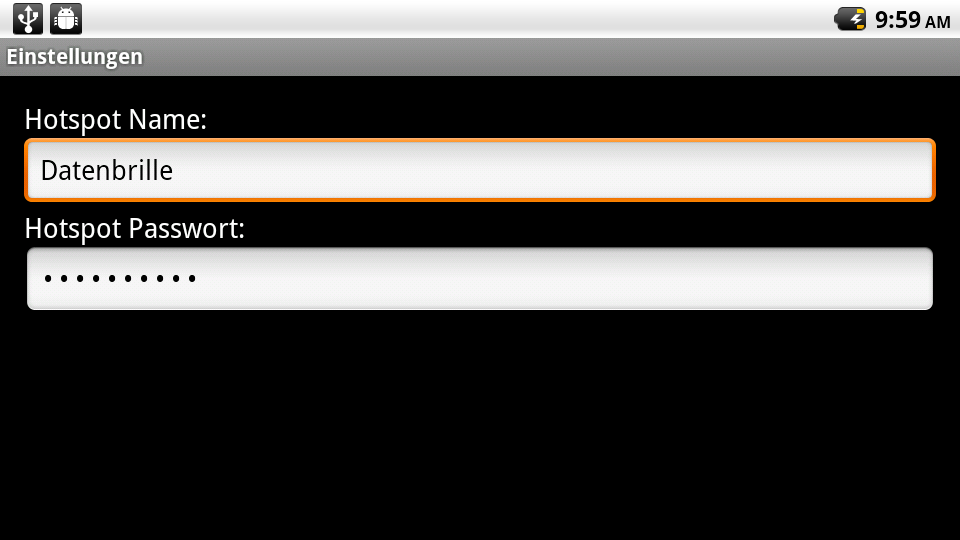 9:59 AM
Einstellungen
Hotspot Name:
Datenbrille
Hotspot Passwort:
••••••••••